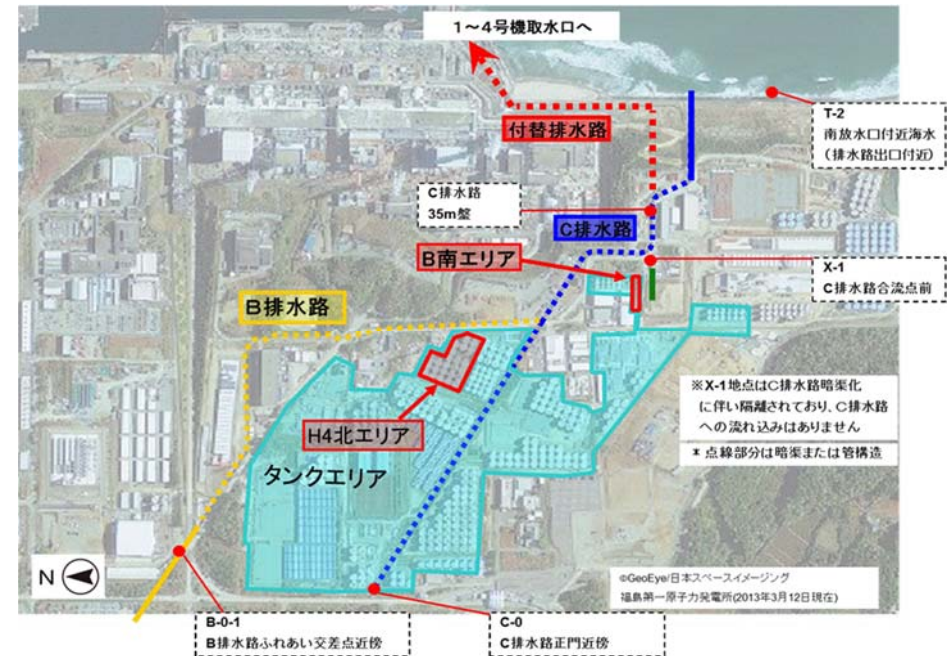 1～4号機取水口へ
付替排水路
T-2
南放水口付近海水
（排水路出口付近）
C排水路
35m盤
C排水路
B南エリア
X-1
C排水路合流点前
B排水路
※X-1地点はC排水路暗渠化
に伴い隔離されており、C排水路
への流れ込みはありません
＊点線部分は暗渠または管構造
H4北エリア
タンクエリア
N
©GeoEye/日本スペースイメージング
福島第一原子力発電所(2013年3月12日現在)
B-0-1
B排水路ふれあい交差点近傍
C-0
C排水路正門近傍